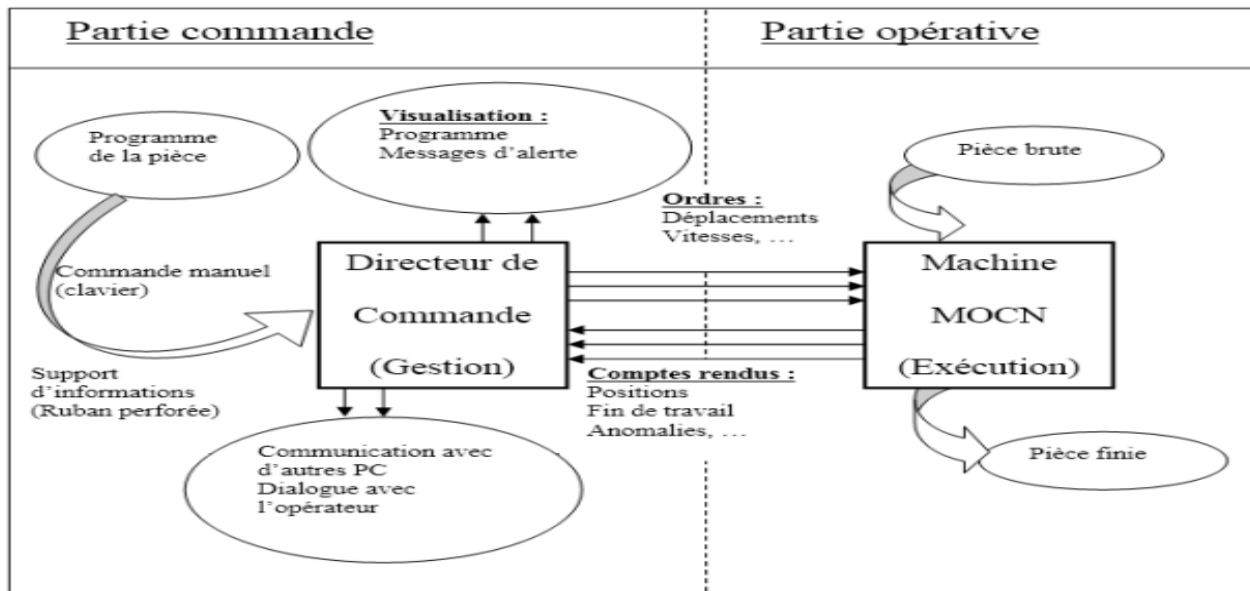 Partie commande
Partie opérative
Programme
de la pièce
Visualisation :
Programme
Messages d'alerte
Pièce brute
Ordres :
Déplacements
Vitesses, …
Commande manuel
(clavier)
Directeur de
Commande
(Gestion)
Machine
MOCN
(Exécution)
Support
d'informations
(Ruban perforée)
Comptes rendus :
Positions
Fin de travail
Anomalies, …
Communication avec
d'autres PC
Dialogue avec
l'opérateur
Pièce finie